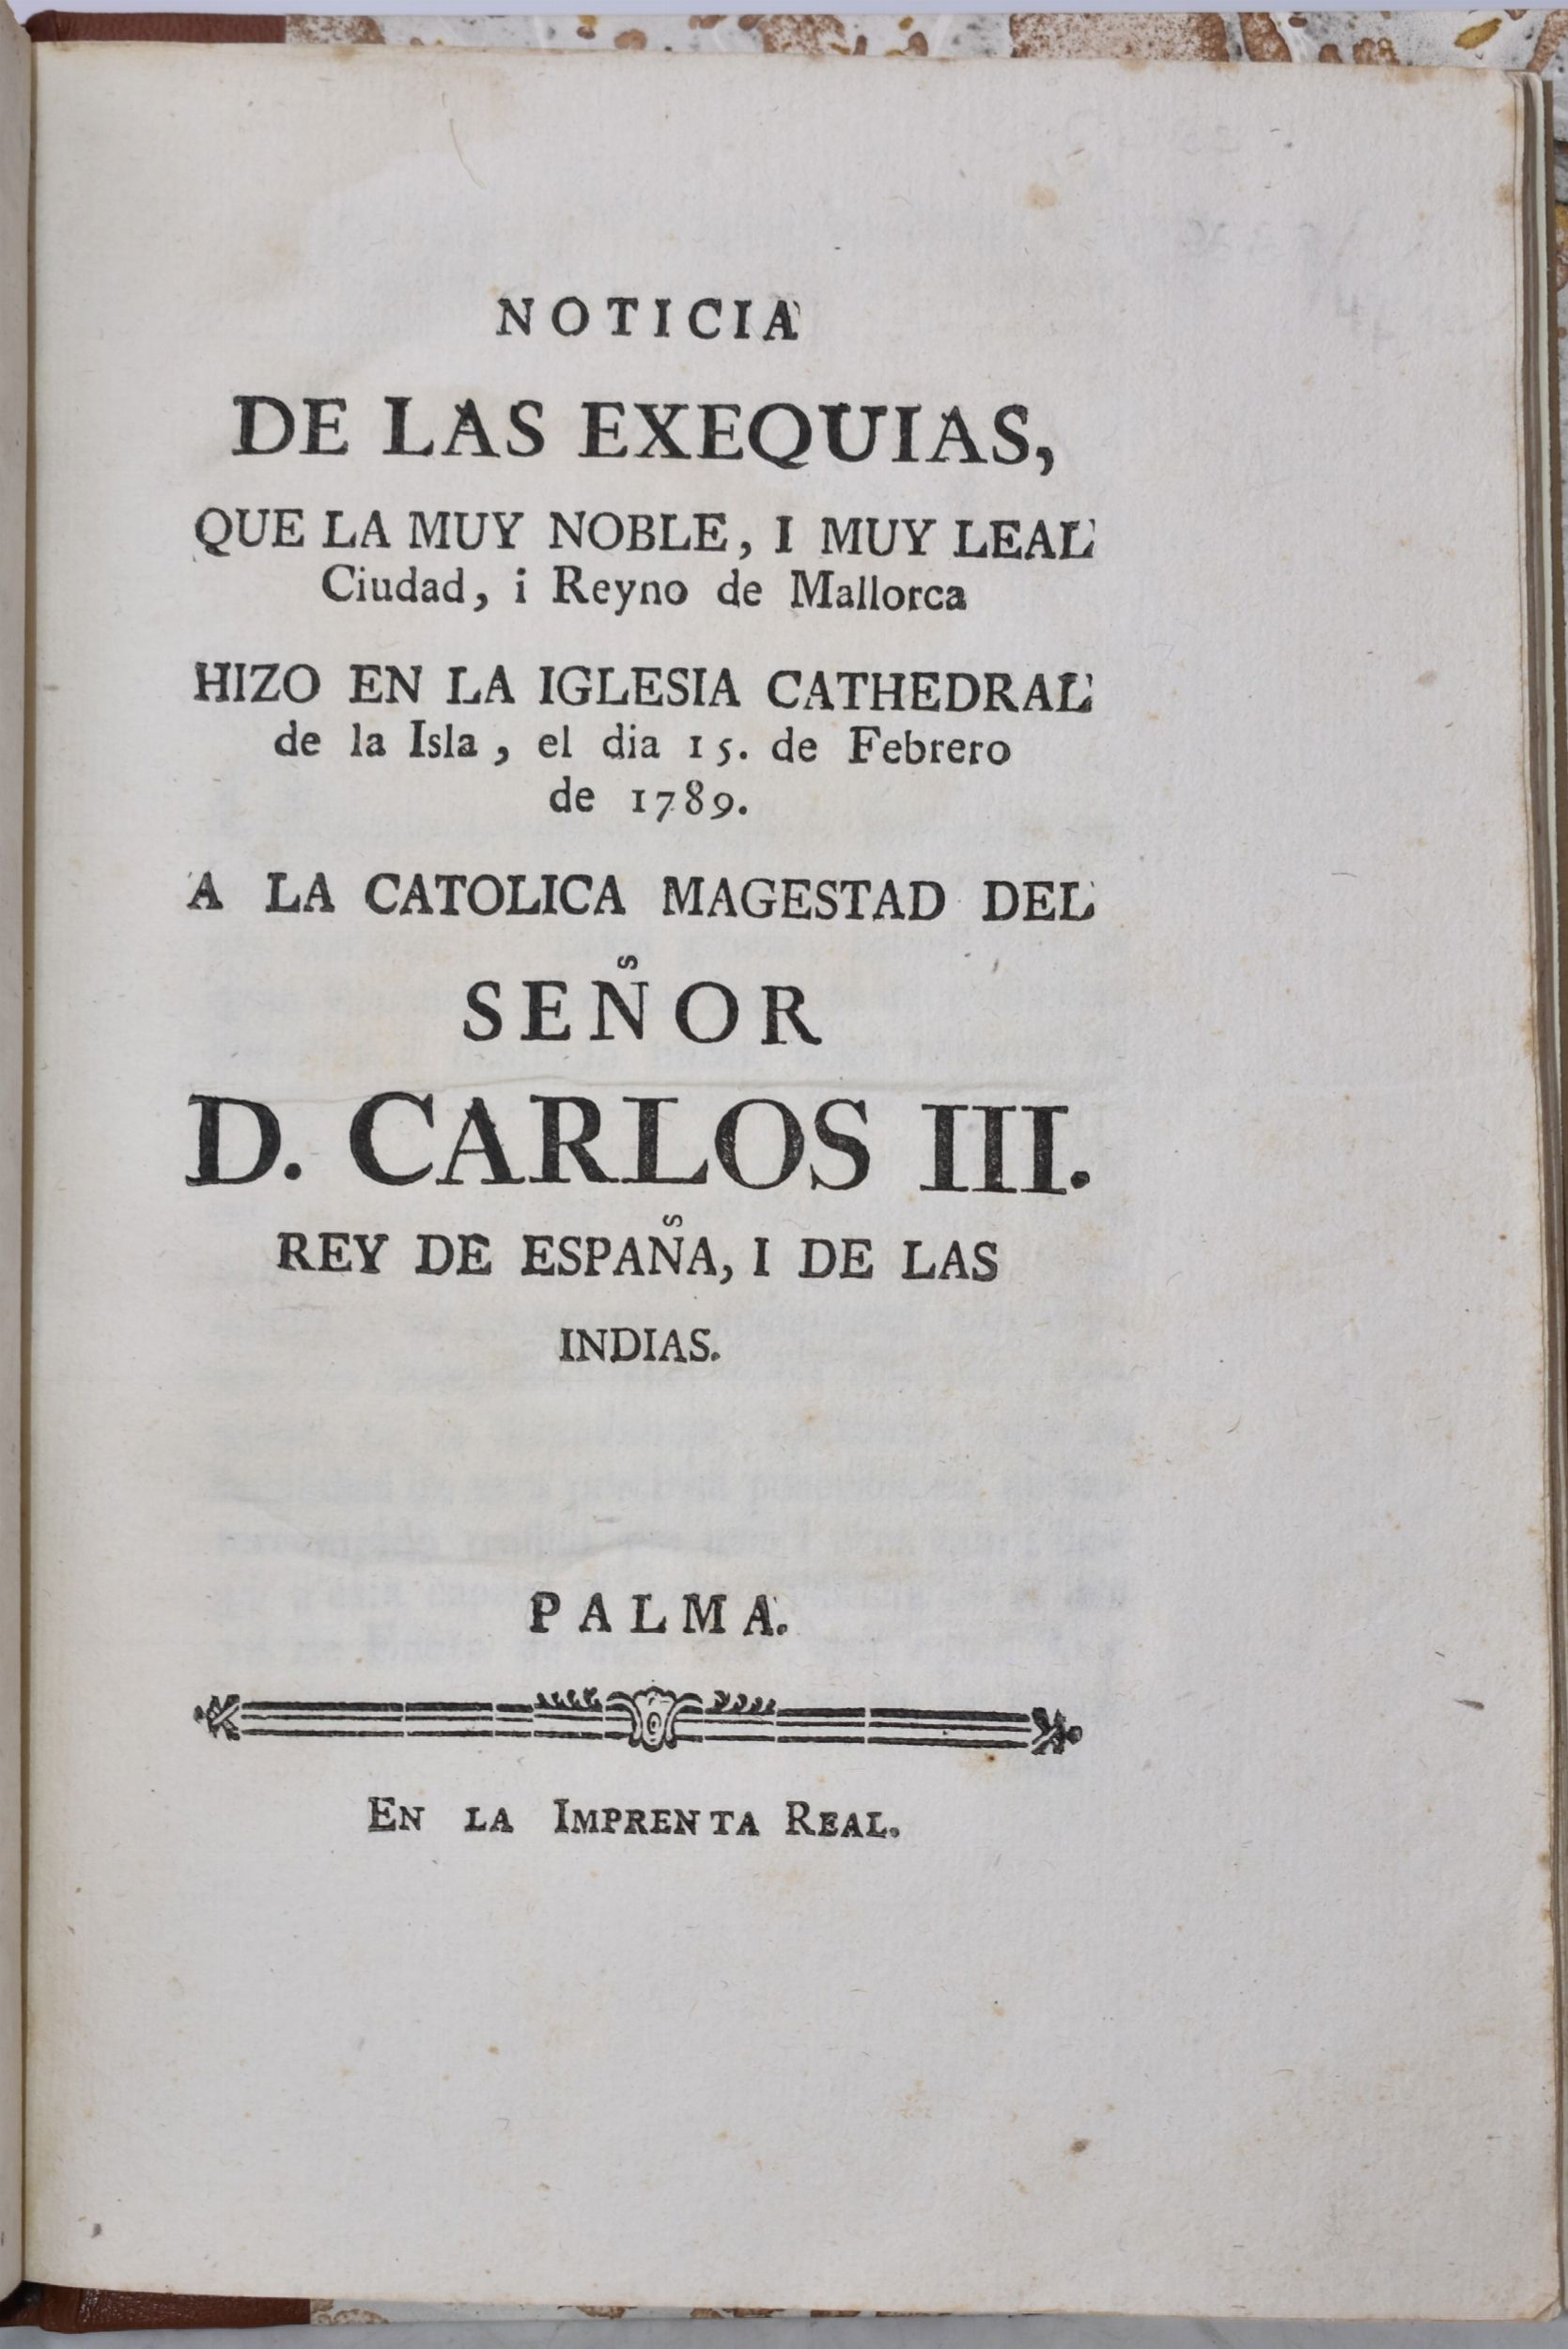 NOTICIA
DE LAS EXEQUIAS,
QUE LA MUY NOBLE, I MUY LEAL
Ciudad, i Reyno de Mallorca
HIZO EN LA IGLESIA CATHEDRAL
de la Isla, el dia 15. de Febrero
de 1789.
A LA CATOLICA MAGESTAD DEL
SEÑOR
D. CARLOS III.
REY DE ESPAÑA, I DE LAS
INDIAS.
PALMA.
EN LA IMPRENTA REAL.